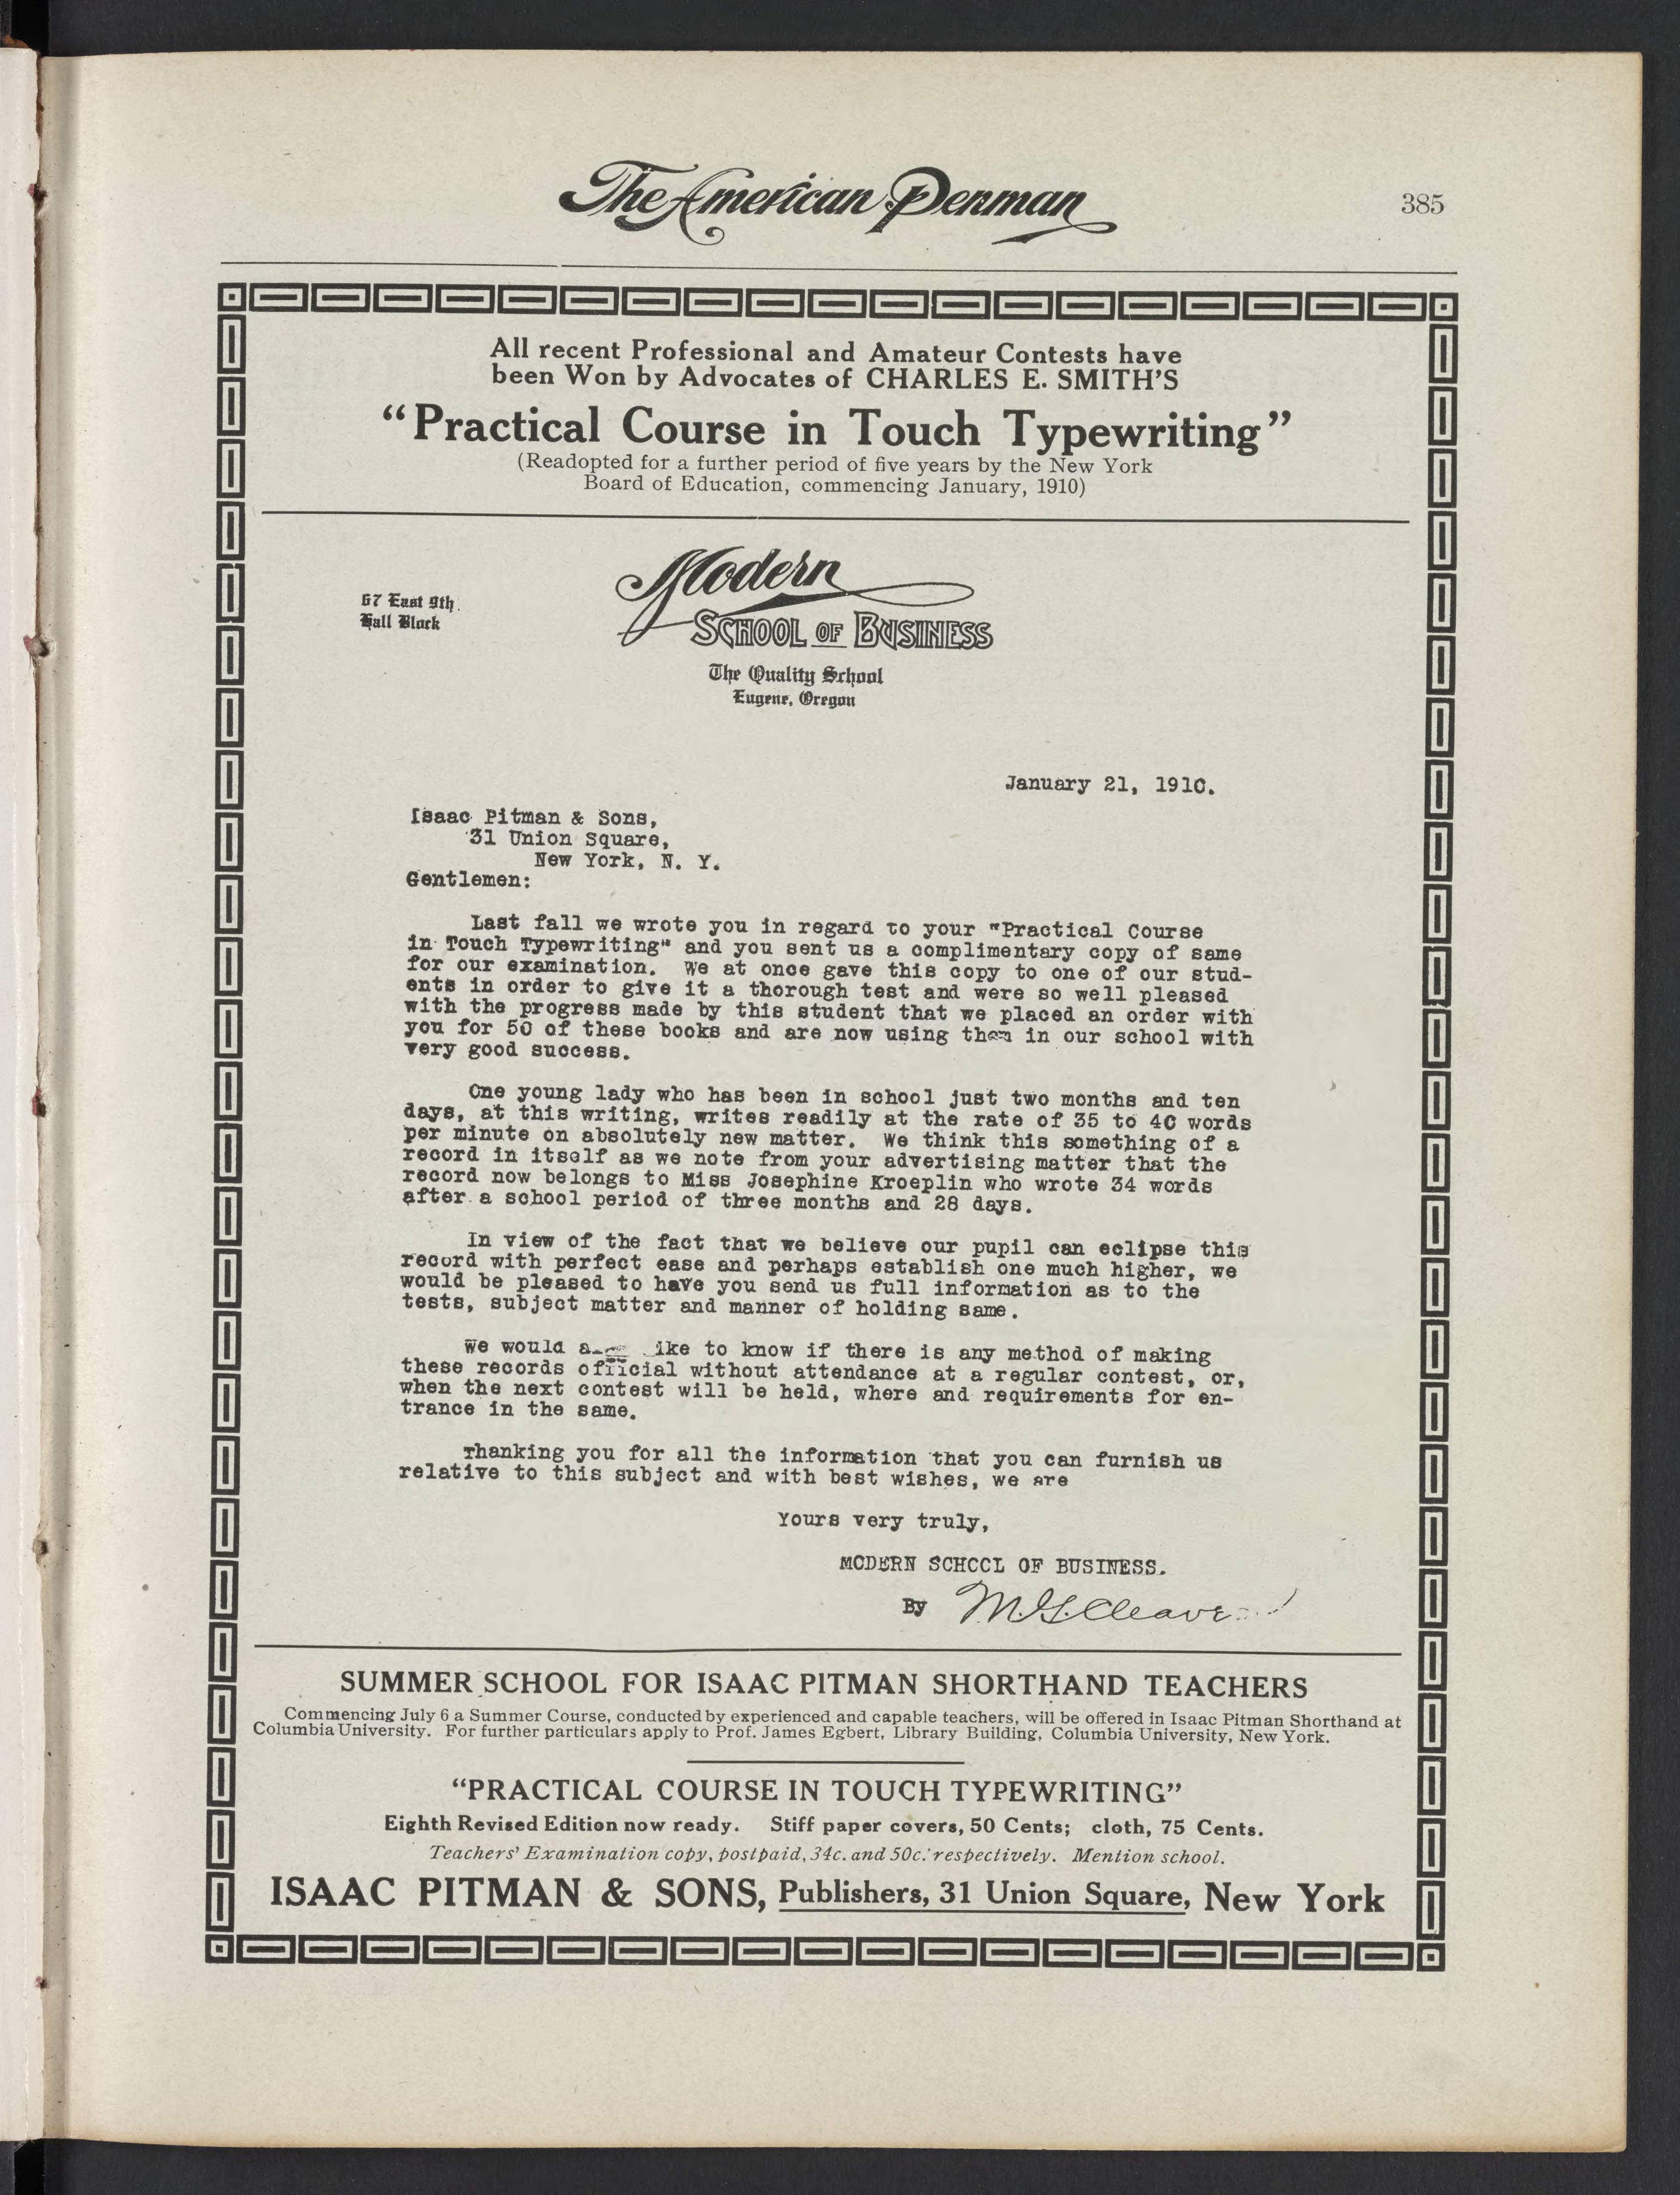 The American Penman
385
All recent Professional and Amateur Contests have
been Won by Advocates of CHARLES E. SMITH'S
“Practical Course in Touch Typewriting”
(Readopted for a further period of five years by the New York
Board of Education, commencing January, 1910)
67 East 9th
Hall Block
Modern
SCHOOL OF BUSINESS
The Quality School
Eugene, Oregon
January 21, 1910.
Isaac Pitman & Sons,
31 Union Square,
New York, N. Y.
Gentlemen:
Last fall we wrote you in regard to your "Practical Course
in Touch Typewriting" and you sent us a complimentary copy of same
for our examination. We at once gave this copy to one of our stud-
ents in order to give it a thorough test and were so well pleased
with the progress made by this student that we placed an order with
you for 50 of these books and are now using them in our school with
very good success.
One young lady who has been in school just two months and ten
days, at this writing, writes readily at the rate of 35 to 40 words
per minute on absolutely new matter. We think this something of a
record in itself as we note from your advertising matter that the
record now belongs to Miss Josephine Kroeplin who wrote 34 words
after a school period of three months and 28 days.
In view of the fact that we believe our pupil can eclipse this
record with perfect ease and perhaps establish one much higher, we
would be pleased to have you send us full information as to the
tests, subject matter and manner of holding same.
We would to know if there is any method of making
these records official without attendance at a regular contest, or,
when the next contest will be held, where and requirements for en-
trance in the same.
Thanking you for all the information that you can furnish us
relative to this subject and with best wishes, we are
Yours very truly,
MODERN SCHOOL OF BUSINESS.
By
SUMMER SCHOOL FOR ISAAC PITMAN SHORTHAND TEACHERS
Commencing July 6 a Summer Course, conducted by experienced and capable teachers, will be offered in Isaac Pitman Shorthand at
Columbia University. For further particulars apply to Prof. James Egbert, Library Building, Columbia University, New York.
“PRACTICAL COURSE IN TOUCH TYPEWRITING”
Eighth Revised Edition now ready. Stiff paper covers, 50 Cents; cloth, 75 Cents.
Teachers' Examination copy, postpaid, 34c. and 50c. respectively. Mention school.
ISAAC PITMAN & SONS, Publishers, 31 Union Square, New York